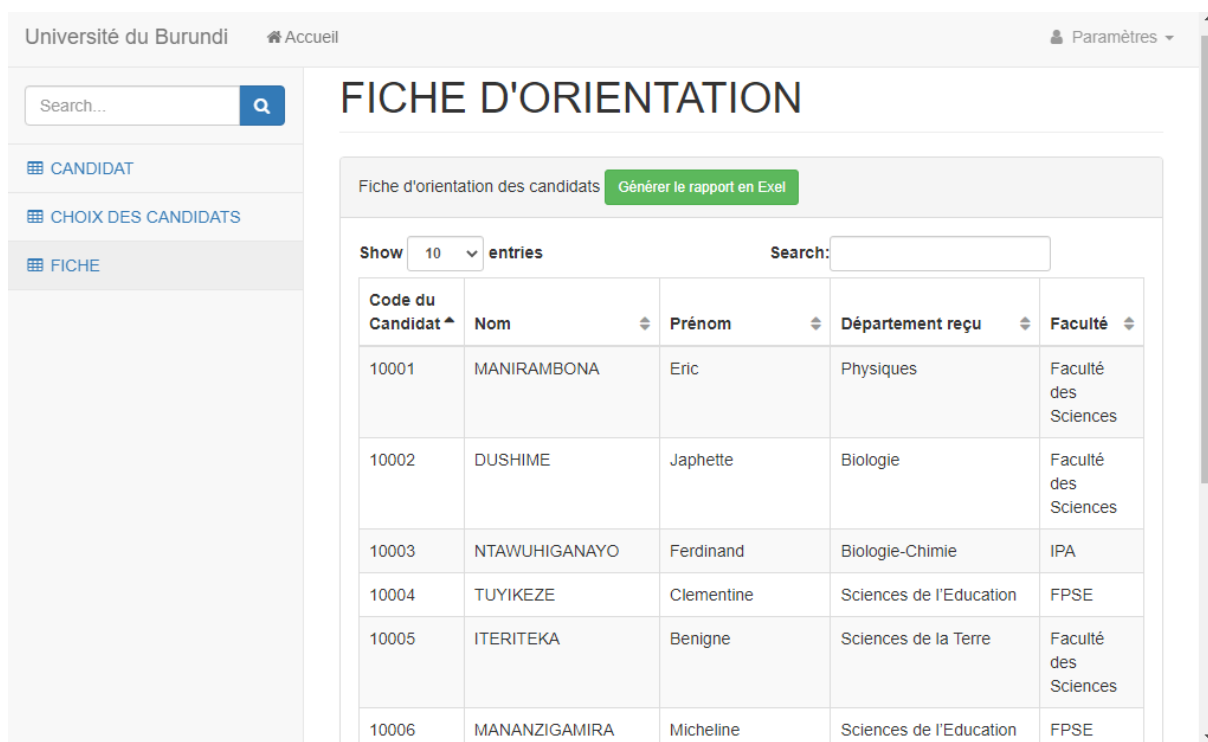 Université du Burundi Accueil Paramètres
Search...
FICHE D'ORIENTATION
CANDIDAT
CHOIX DES CANDIDATS
FICHE
Fiche d'orientation des candidats Générer le rapport en Exel
Show 10 entries Search:
Code du
Candidat Nom Prénom Département reçu Faculté
10001 MANIRAMBONA Eric Physiques Faculté
des
Sciences
10002 DUSHIME Japhette Biologie Faculté
des
Sciences
10003 NTAWUHIGANAYO Ferdinand Biologie-Chimie IPA
10004 TUYIKEZE Clementine Sciences de l'Education FPSE
10005 ITERITEKA Benigne Sciences de la Terre Faculté
des
Sciences
10006 MANANZIGAMIRA Micheline Sciences de l'Education FPSE